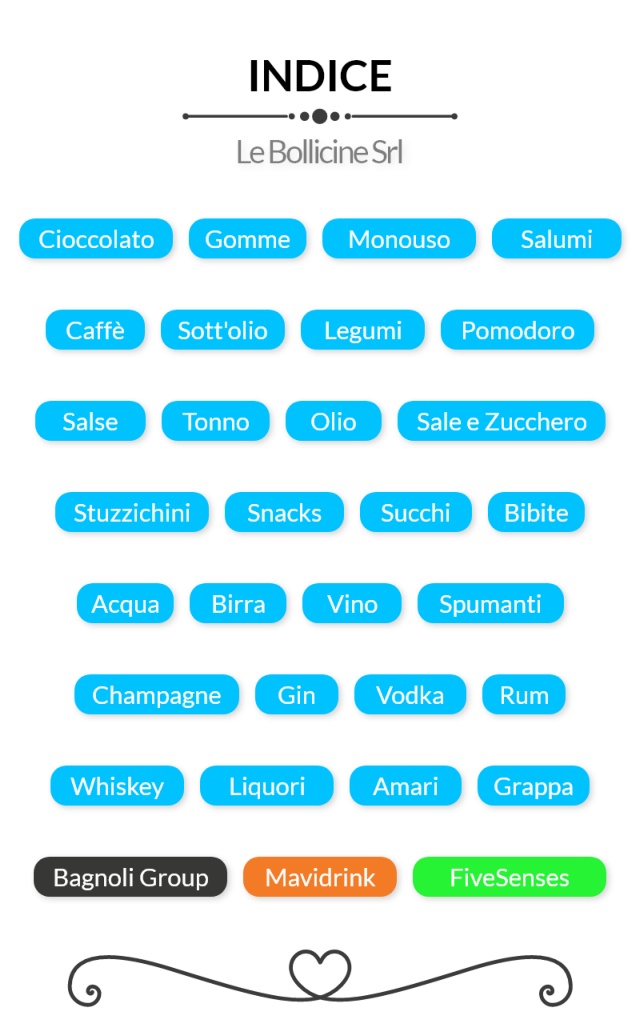 INDICE
Le Bollicine Srl
Cioccolato Gomme Monouso Salumi
Caffè Sott'olio Legumi Pomodoro
Salse Tonno Olio Sale e Zucchero
Stuzzichini Snacks Succhi Bibite
Acqua Birra Vino Spumanti
Champagne Gin Vodka Rum
Whiskey Liquori Amari Grappa
Bagnoli Group Mavidrink FiveSenses